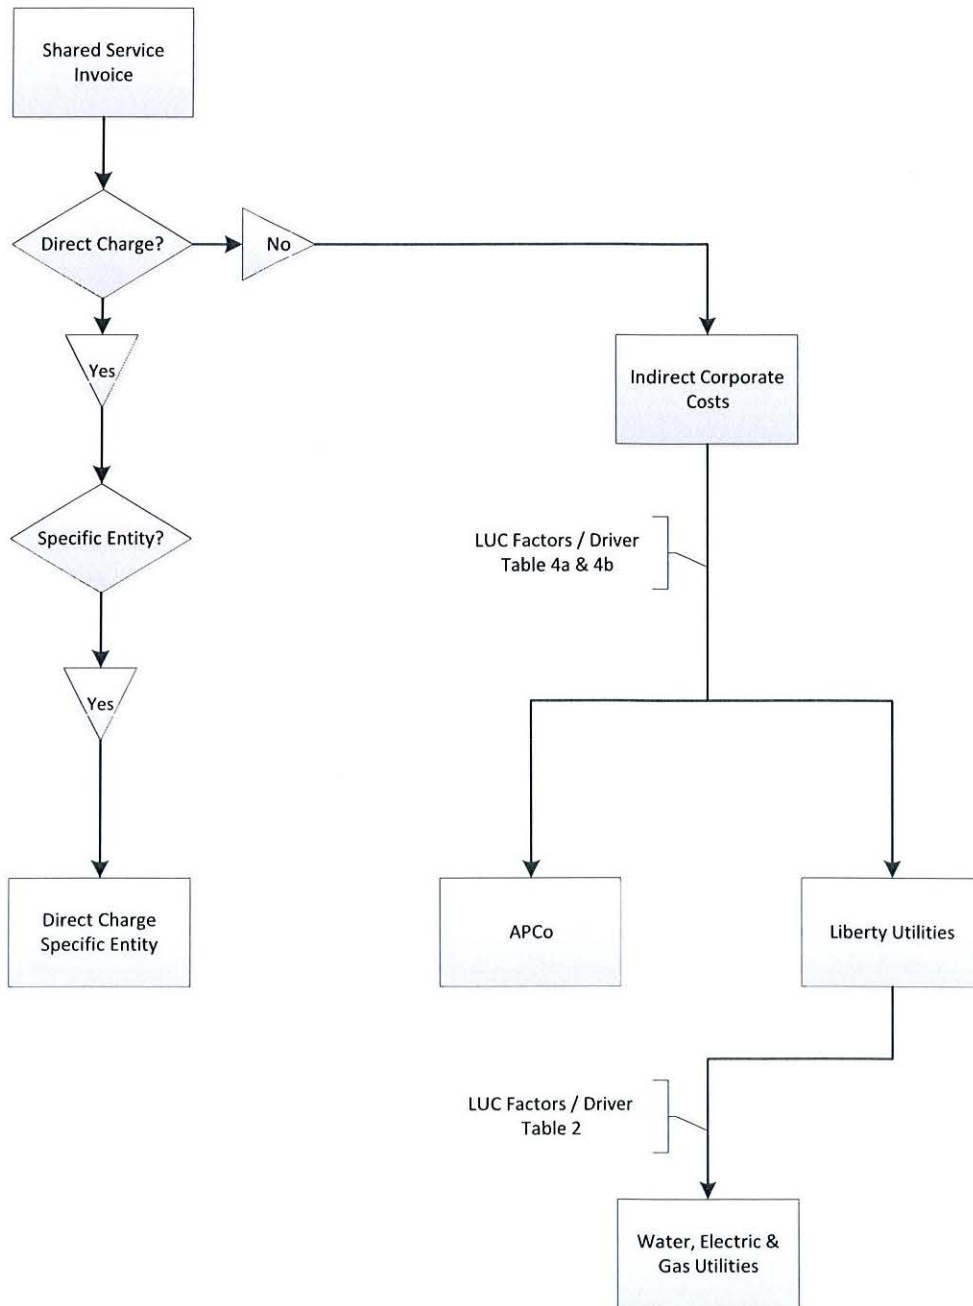 Shared Service
Invoice
Direct Charge?
No
Yes
Indirect Corporate
Costs
Specific Entity?
LUC Factors / Driver
Table 4a & 4b
Yes
Direct Charge
Specific Entity
APCo
Liberty Utilities
LUC Factors / Driver
Table 2
Water, Electric &
Gas Utilities